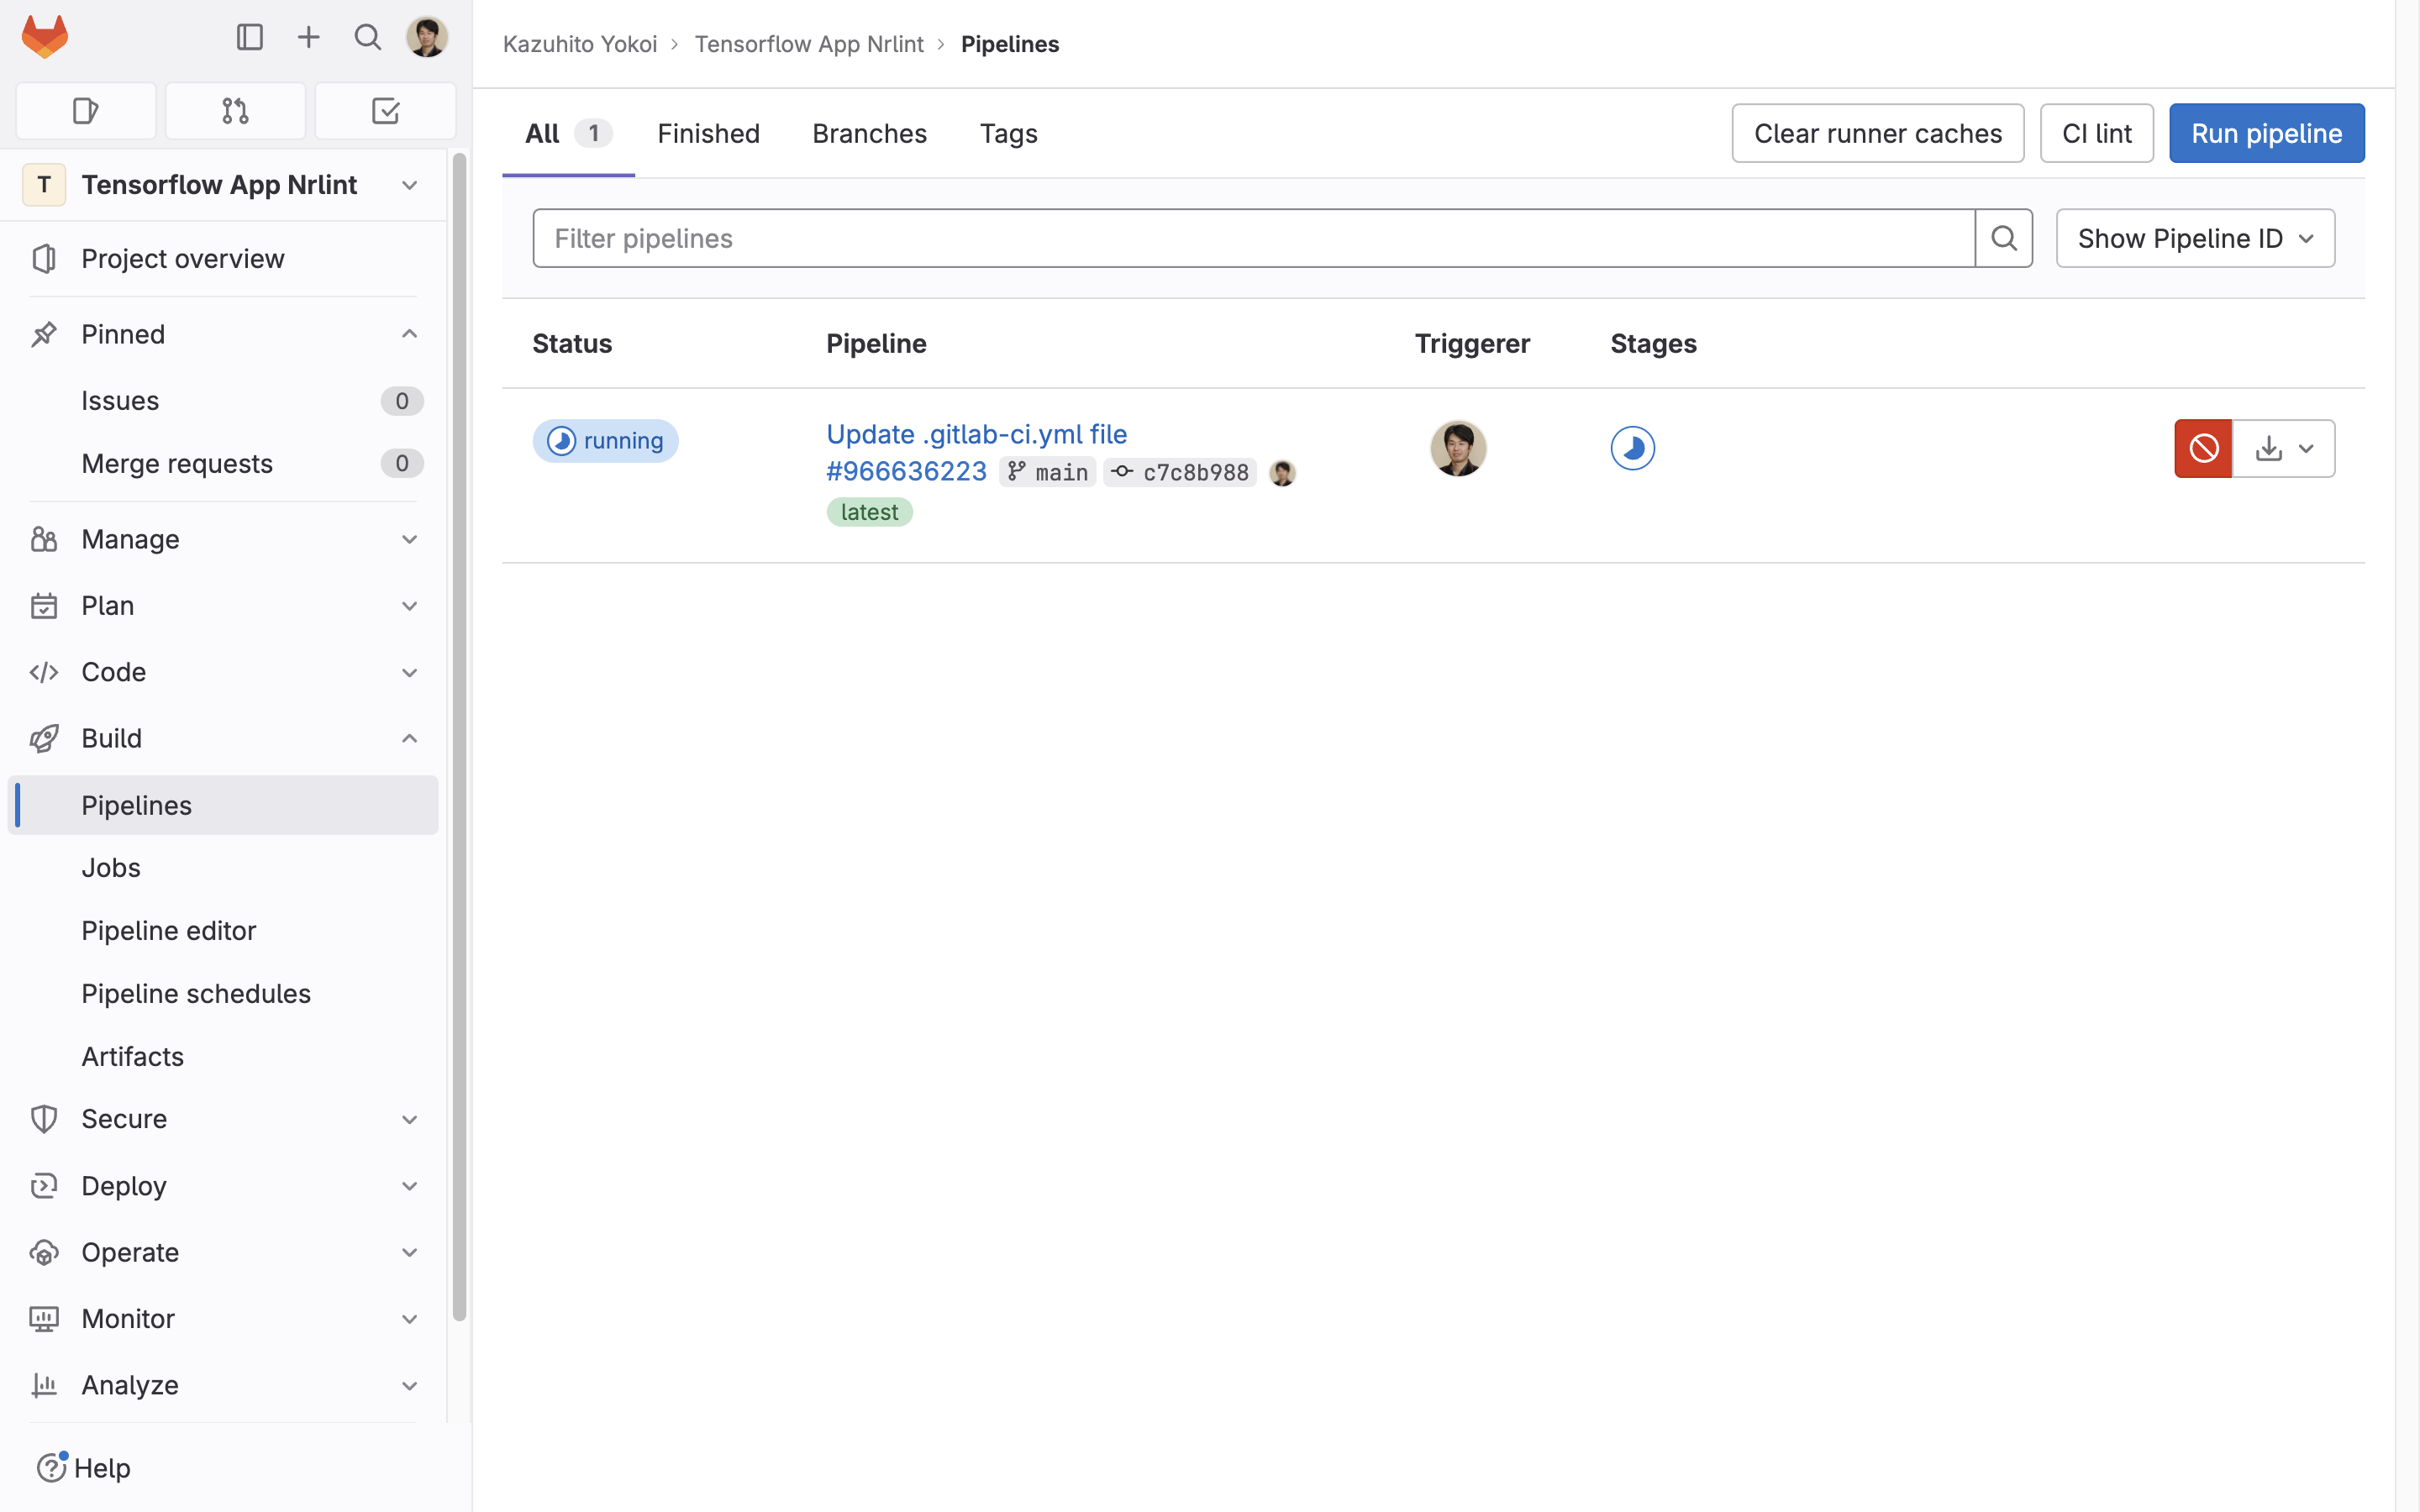 Kazuhito Yokoi › Tensorflow App Nrlint › Pipelines
T Tensorflow App Nrlint
Project overview
Pinned
Issues 0
Merge requests 0
Manage
Plan
Code
Build
Pipelines
Jobs
Pipeline editor
Pipeline schedules
Artifacts
Secure
Deploy
Operate
Monitor
Analyze
Help
All 1 Finished Branches Tags Clear runner caches CI lint Run pipeline
Filter pipelines Show Pipeline ID
Status Pipeline Triggerer Stages
running Update .gitlab-ci.yml file
#966636223 main c7c8b988
latest